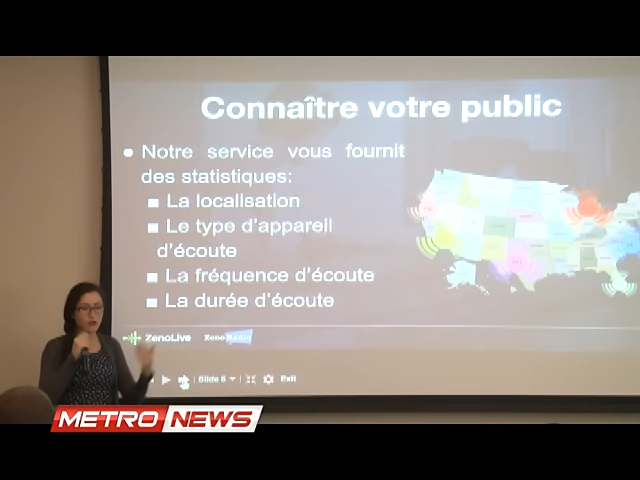 Connaître votre public
Notre service vous fournit
des statistiques:
La localisation
Le type d'appareil
d'écoute
La fréquence d'écoute
La durée d'écoute
ZenoLive ZenoRadio
Slide 6 Exit
METRO NEWS